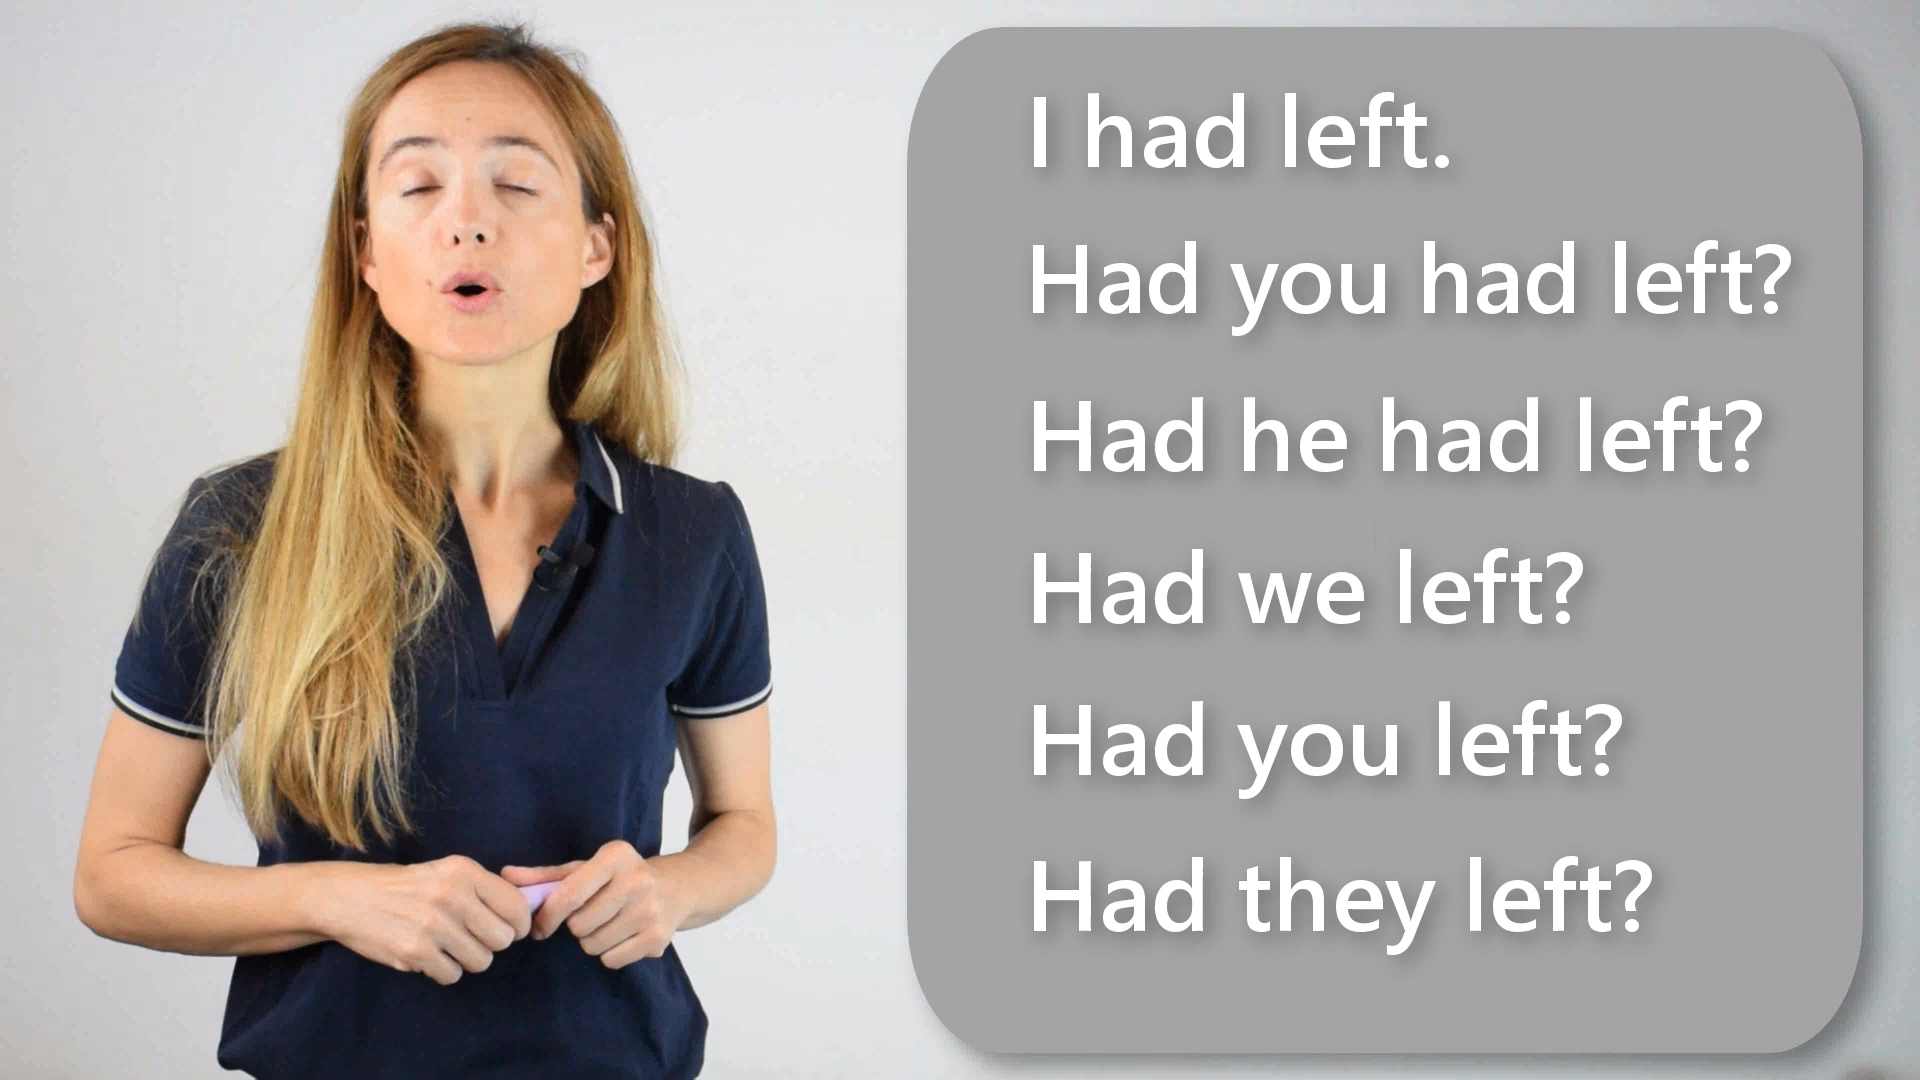 I had left.
Had you had left?
Had he had left?
Had we left?
Had you left?
Had they left?